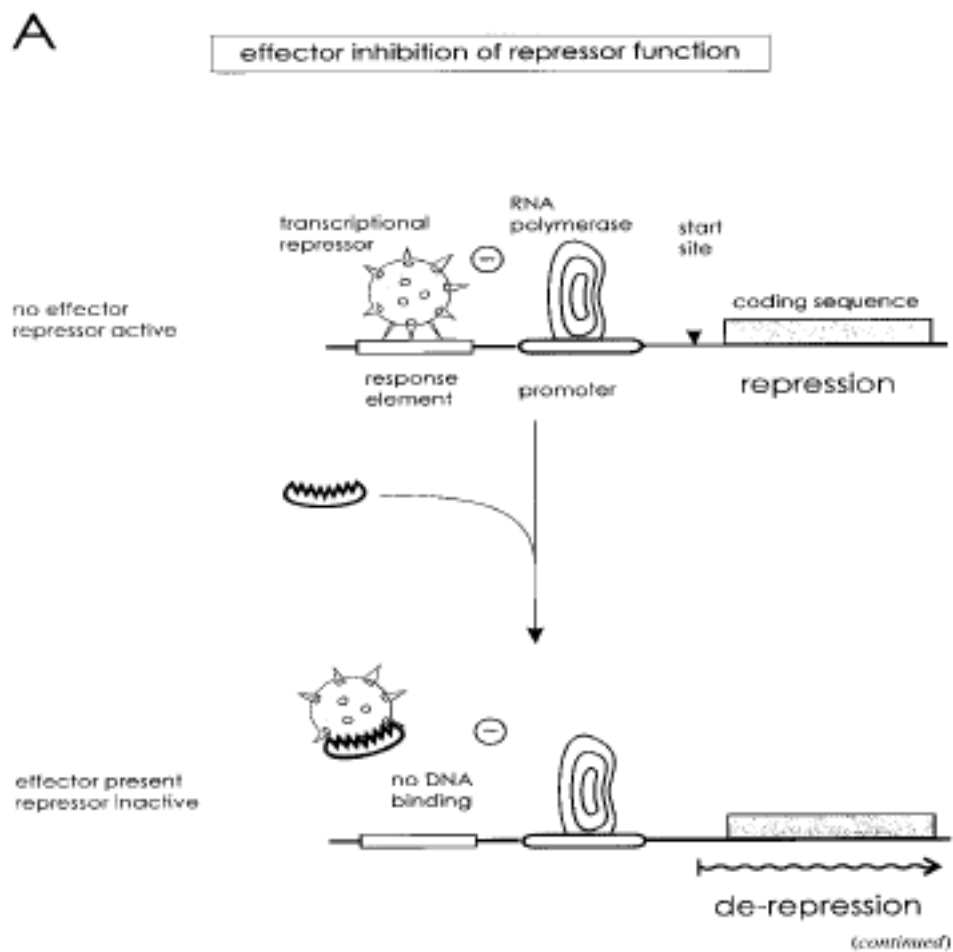 A
effector inhibition of repressor function
transcriptional
repressor
RNA
polymerase
start
site
no effector
repressor active
coding sequence
response
element
promoter
repression
effector present
repressor inactive
no DNA
binding
de-repression
(continued)